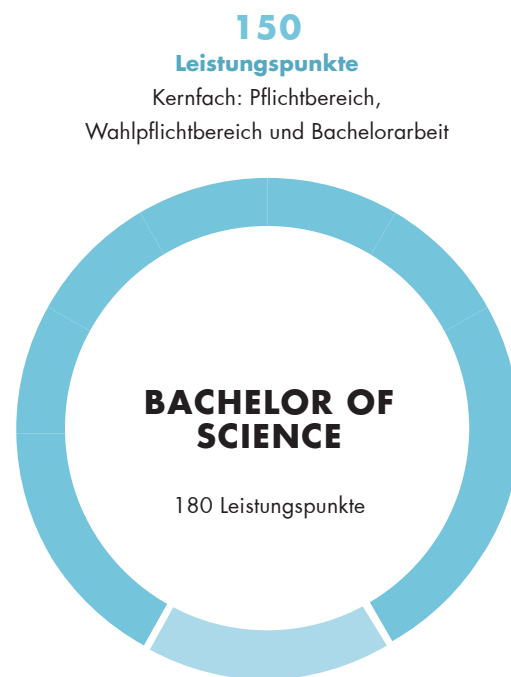 150
Leistungspunkte
Kernfach: Pflichtbereich,
Wahlpflichtbereich und Bachelorarbeit
BACHELOR OF
SCIENCE
180 Leistungspunkte